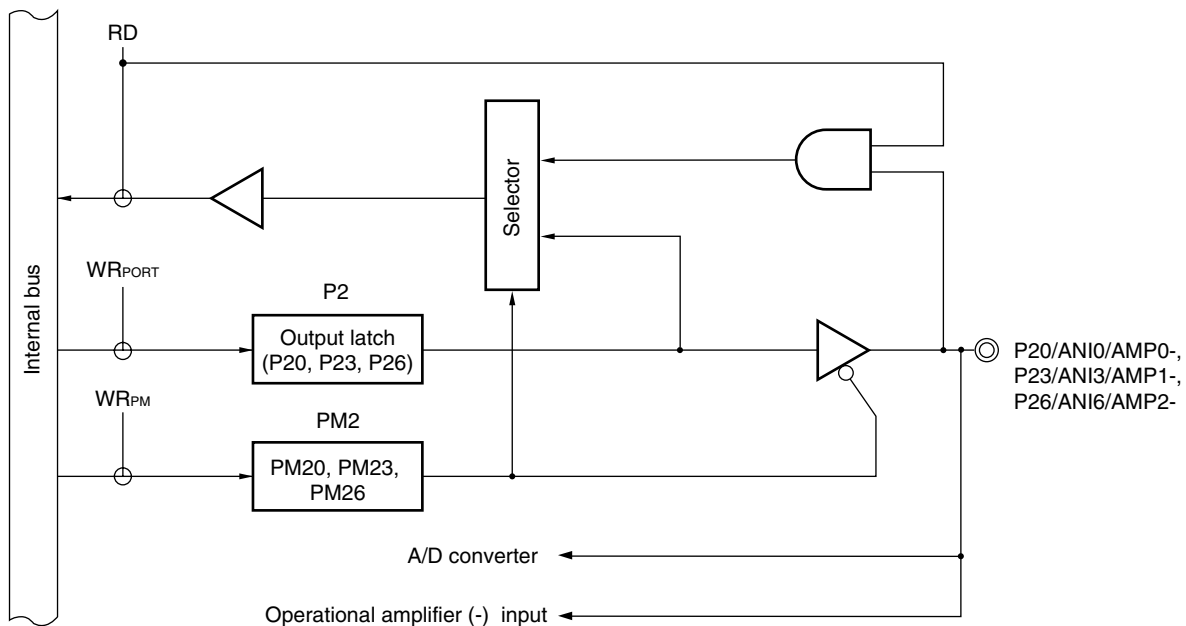 RD
Selector
Internal bus
WRPORT
P2
Output latch
(P20, P23, P26)
P20/ANI0/AMP0-,
P23/ANI3/AMP1-,
P26/ANI6/AMP2-
WRPM
PM2
PM20, PM23,
PM26
A/D converter
Operational amplifier (-) input